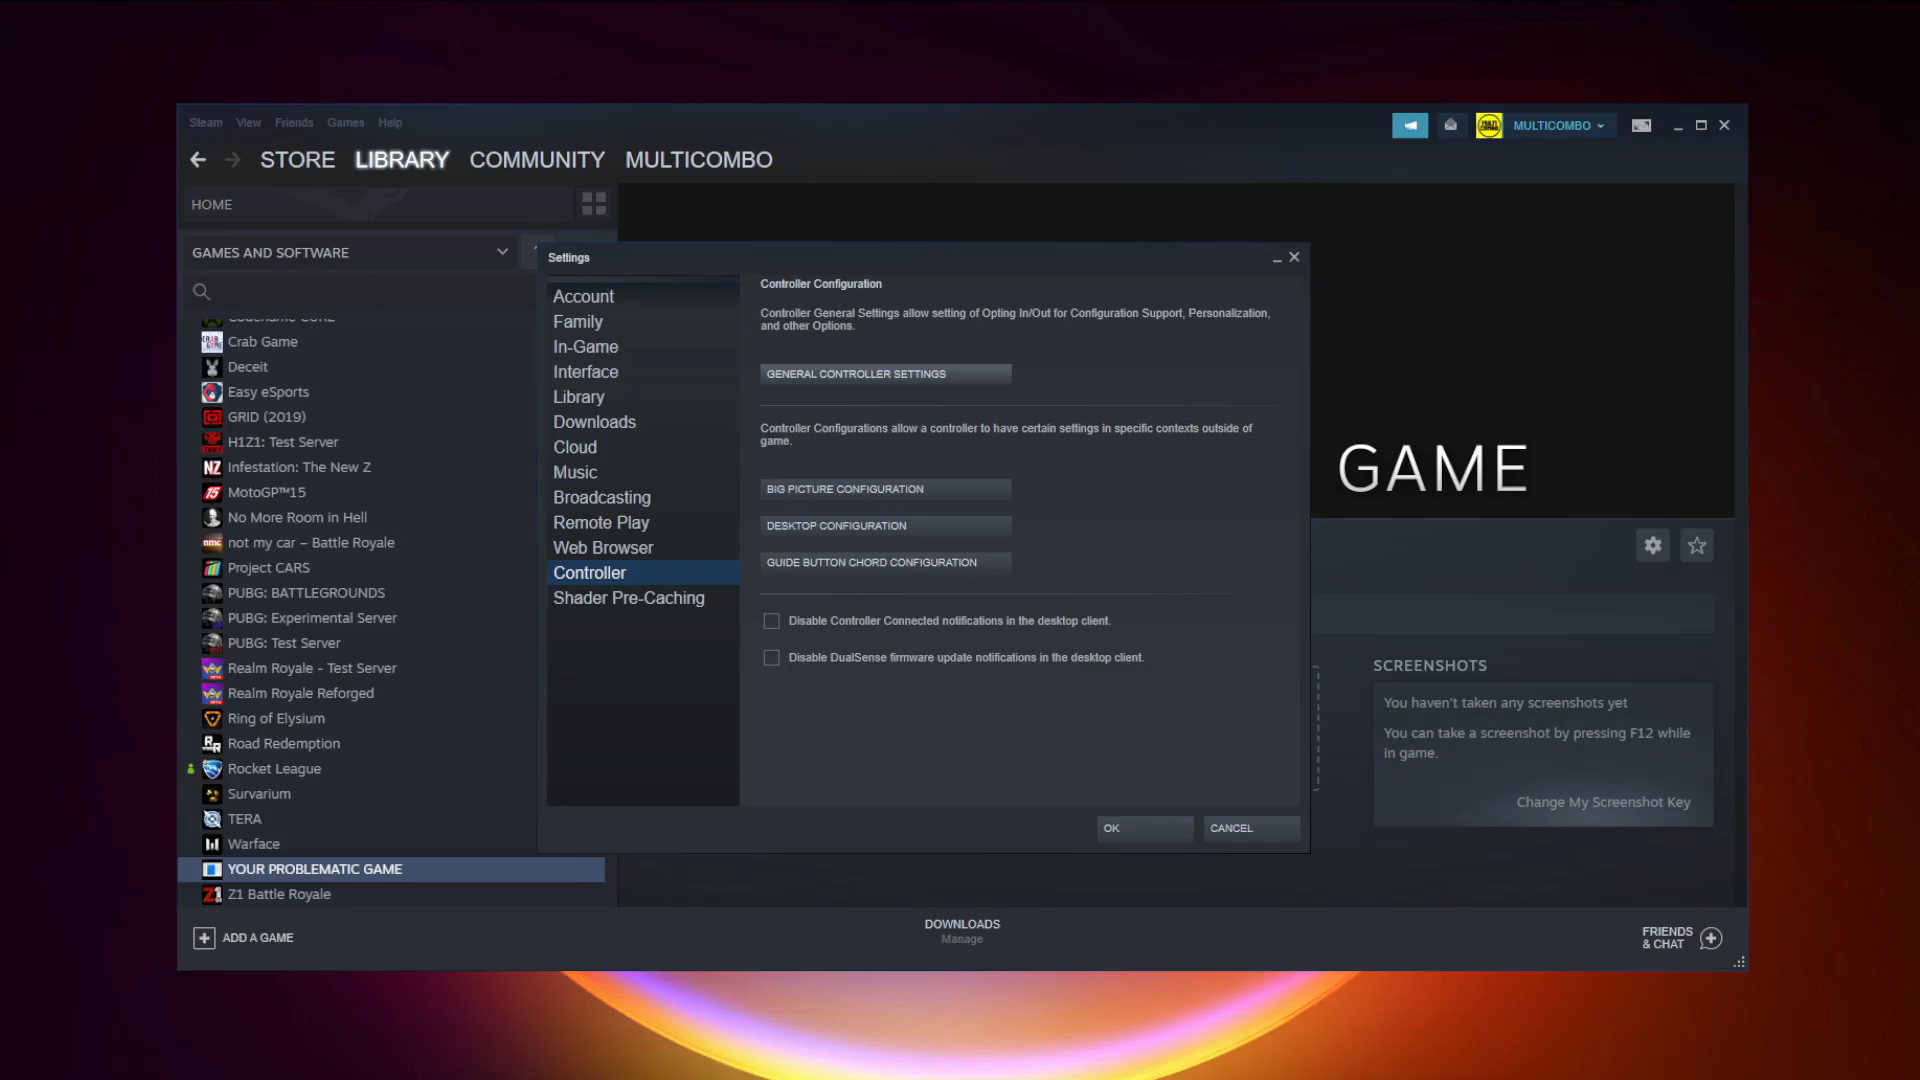 Steam View Friends Games Help
MULTICOMBO
STORE LIBRARY COMMUNITY MULTICOMBO
HOME
GAMES AND SOFTWARE
Crab Game
Deceit
Easy eSports
GRID (2019)
H1Z1: Test Server
Infestation: The New Z
MotoGP™15
No More Room in Hell
not my car – Battle Royale
Project CARS
PUBG: BATTLEGROUNDS
PUBG: Experimental Server
PUBG: Test Server
Realm Royale - Test Server
Realm Royale Reforged
Ring of Elysium
Road Redemption
Rocket League
Survarium
TERA
Warface
YOUR PROBLEMATIC GAME
Z1 Battle Royale
Settings
Account
Family
In-Game
Interface
Library
Downloads
Cloud
Music
Broadcasting
Remote Play
Web Browser
Controller
Shader Pre-Caching
Controller Configuration
Controller General Settings allow setting of Opting In/Out for Configuration Support, Personalization,
and other Options.
GENERAL CONTROLLER SETTINGS
Controller Configurations allow a controller to have certain settings in specific contexts outside of
game.
BIG PICTURE CONFIGURATION
DESKTOP CONFIGURATION
GUIDE BUTTON CHORD CONFIGURATION
Disable Controller Connected notifications in the desktop client.
Disable DualSense firmware update notifications in the desktop client.
OK CANCEL
GAME
SCREENSHOTS
You haven't taken any screenshots yet
You can take a screenshot by pressing F12 while
in game.
Change My Screenshot Key
ADD A GAME
DOWNLOADS
Manage
FRIENDS
& CHAT